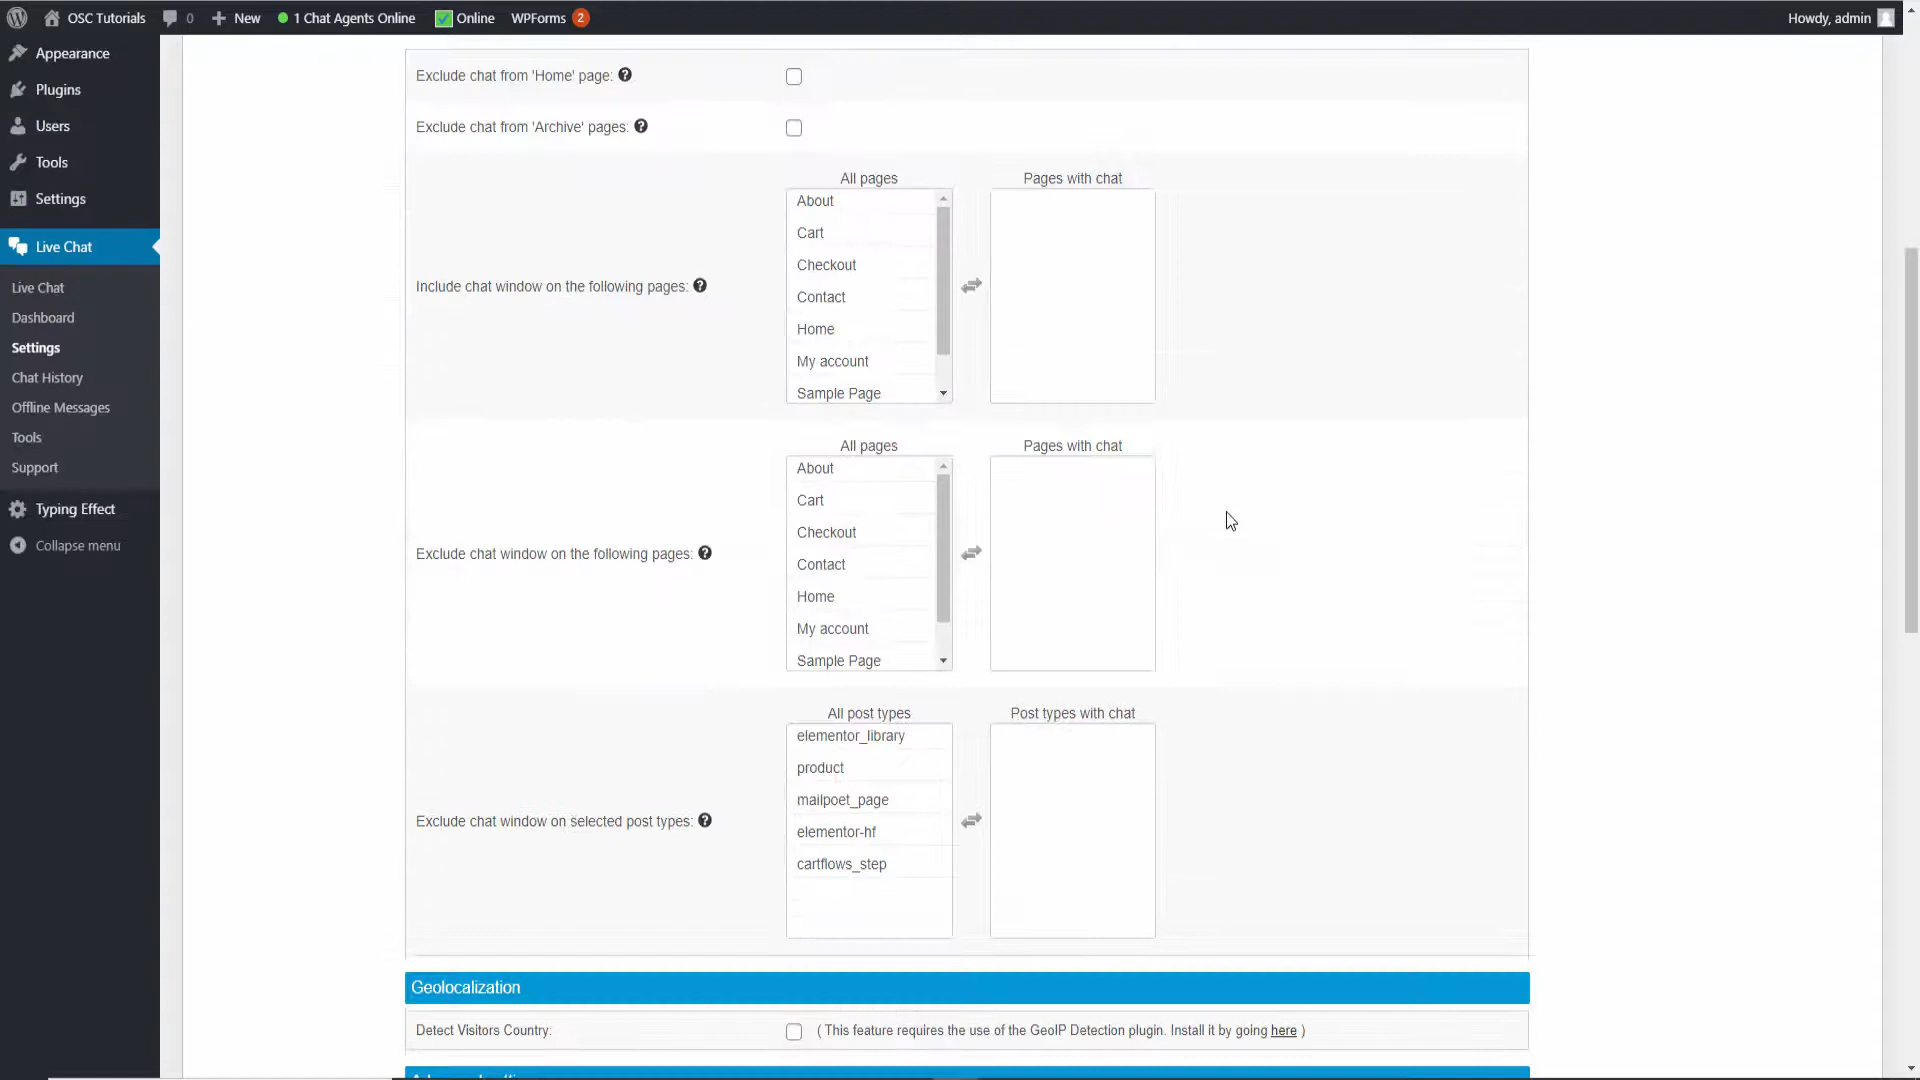 OSC Tutorials 0 New 1 Chat Agents Online Online WPForms 2 Howdy, admin
Appearance
Plugins
Users
Tools
Settings
Live Chat
Live Chat
Dashboard
Settings
Chat History
Offline Messages
Tools
Support
Typing Effect
Collapse menu
Exclude chat from 'Home' page: ?
Exclude chat from 'Archive' pages: ?
Include chat window on the following pages: ?
All pages
About
Cart
Checkout
Contact
Home
My account
Sample Page
Pages with chat
Exclude chat window on the following pages: ?
All pages
About
Cart
Checkout
Contact
Home
My account
Sample Page
Pages with chat
Exclude chat window on selected post types: ?
All post types
elementor_library
product
mailpoet_page
elementor-hf
cartflows_step
Post types with chat
Geolocalization
Detect Visitors Country: ( This feature requires the use of the GeoIP Detection plugin. Install it by going here )